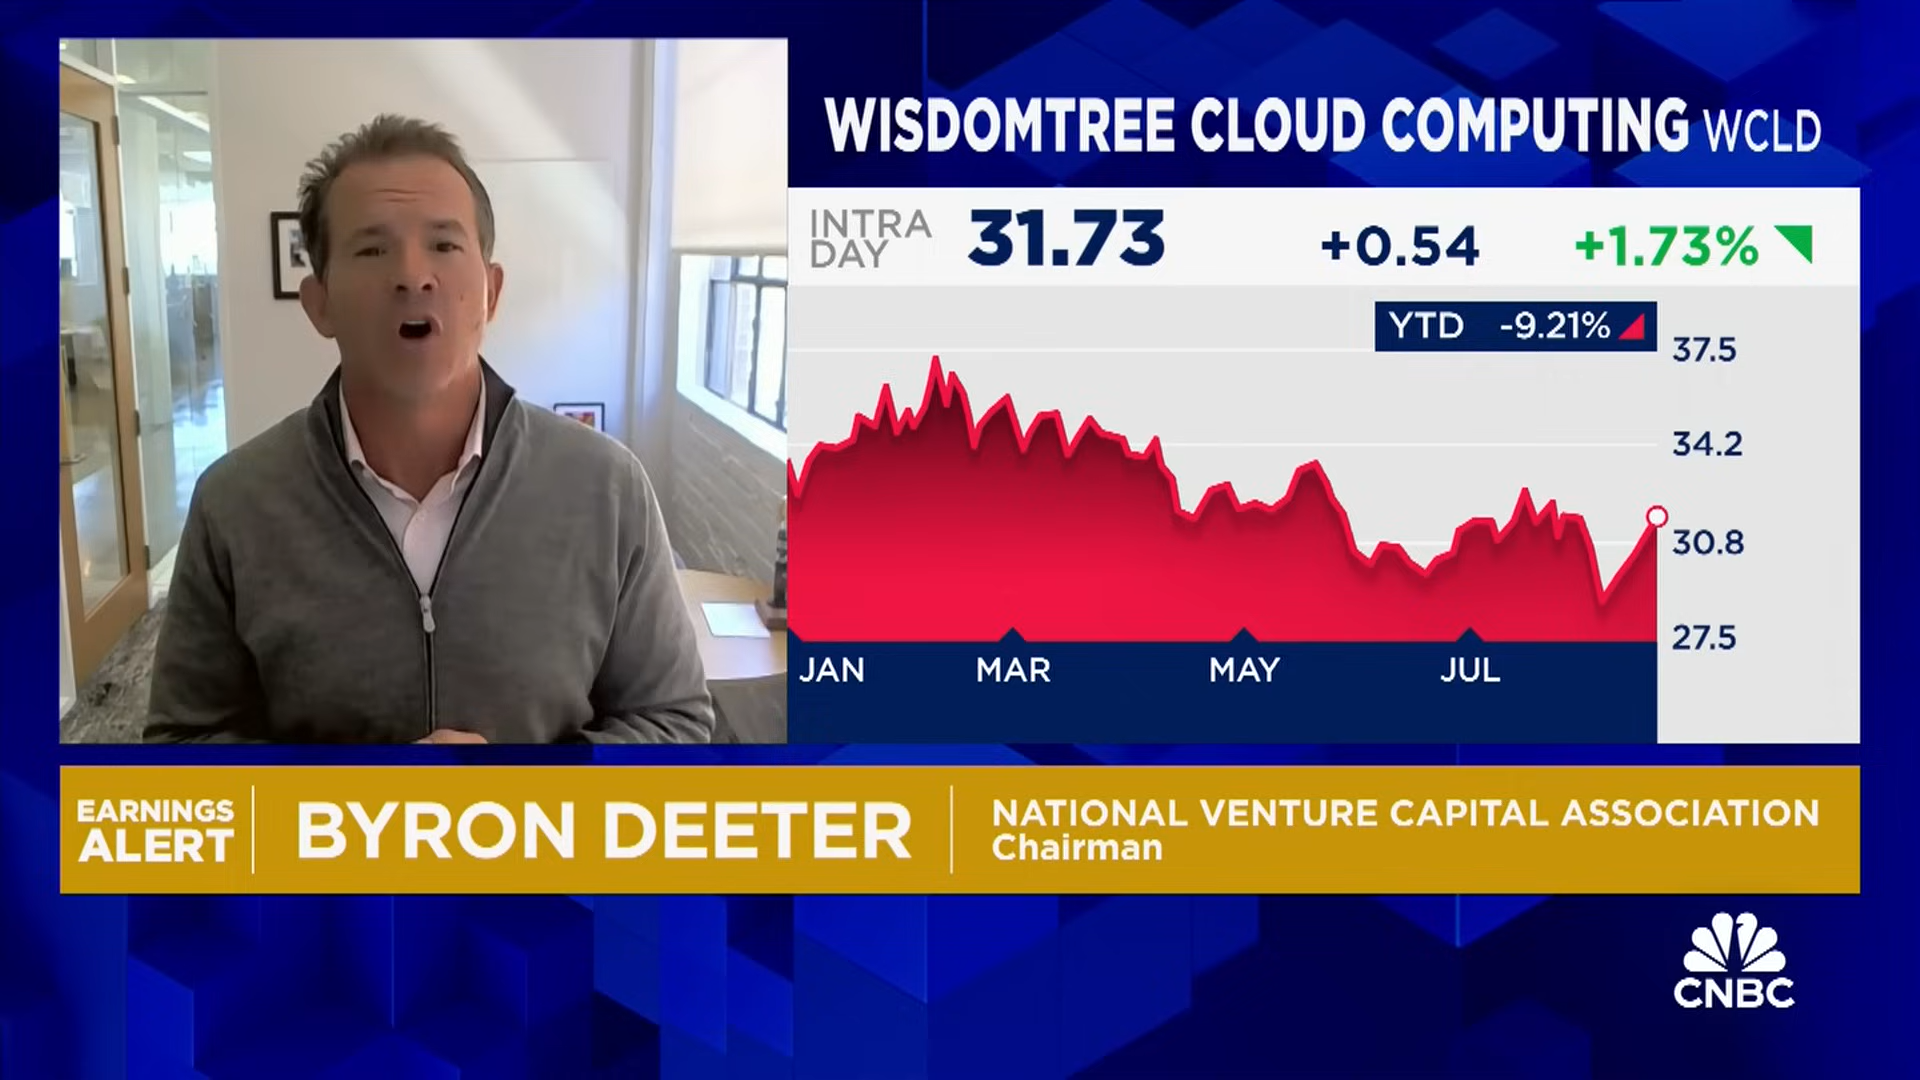 WISDOMTREE CLOUD COMPUTING WCLD
INTRA
DAY
31.73
+0.54
+1.73%
YTD -9.21%
37.5
34.2
30.8
27.5
JAN
MAR
MAY
JUL
EARNINGS
ALERT
BYRON DEETER
NATIONAL VENTURE CAPITAL ASSOCIATION
Chairman
CNBC